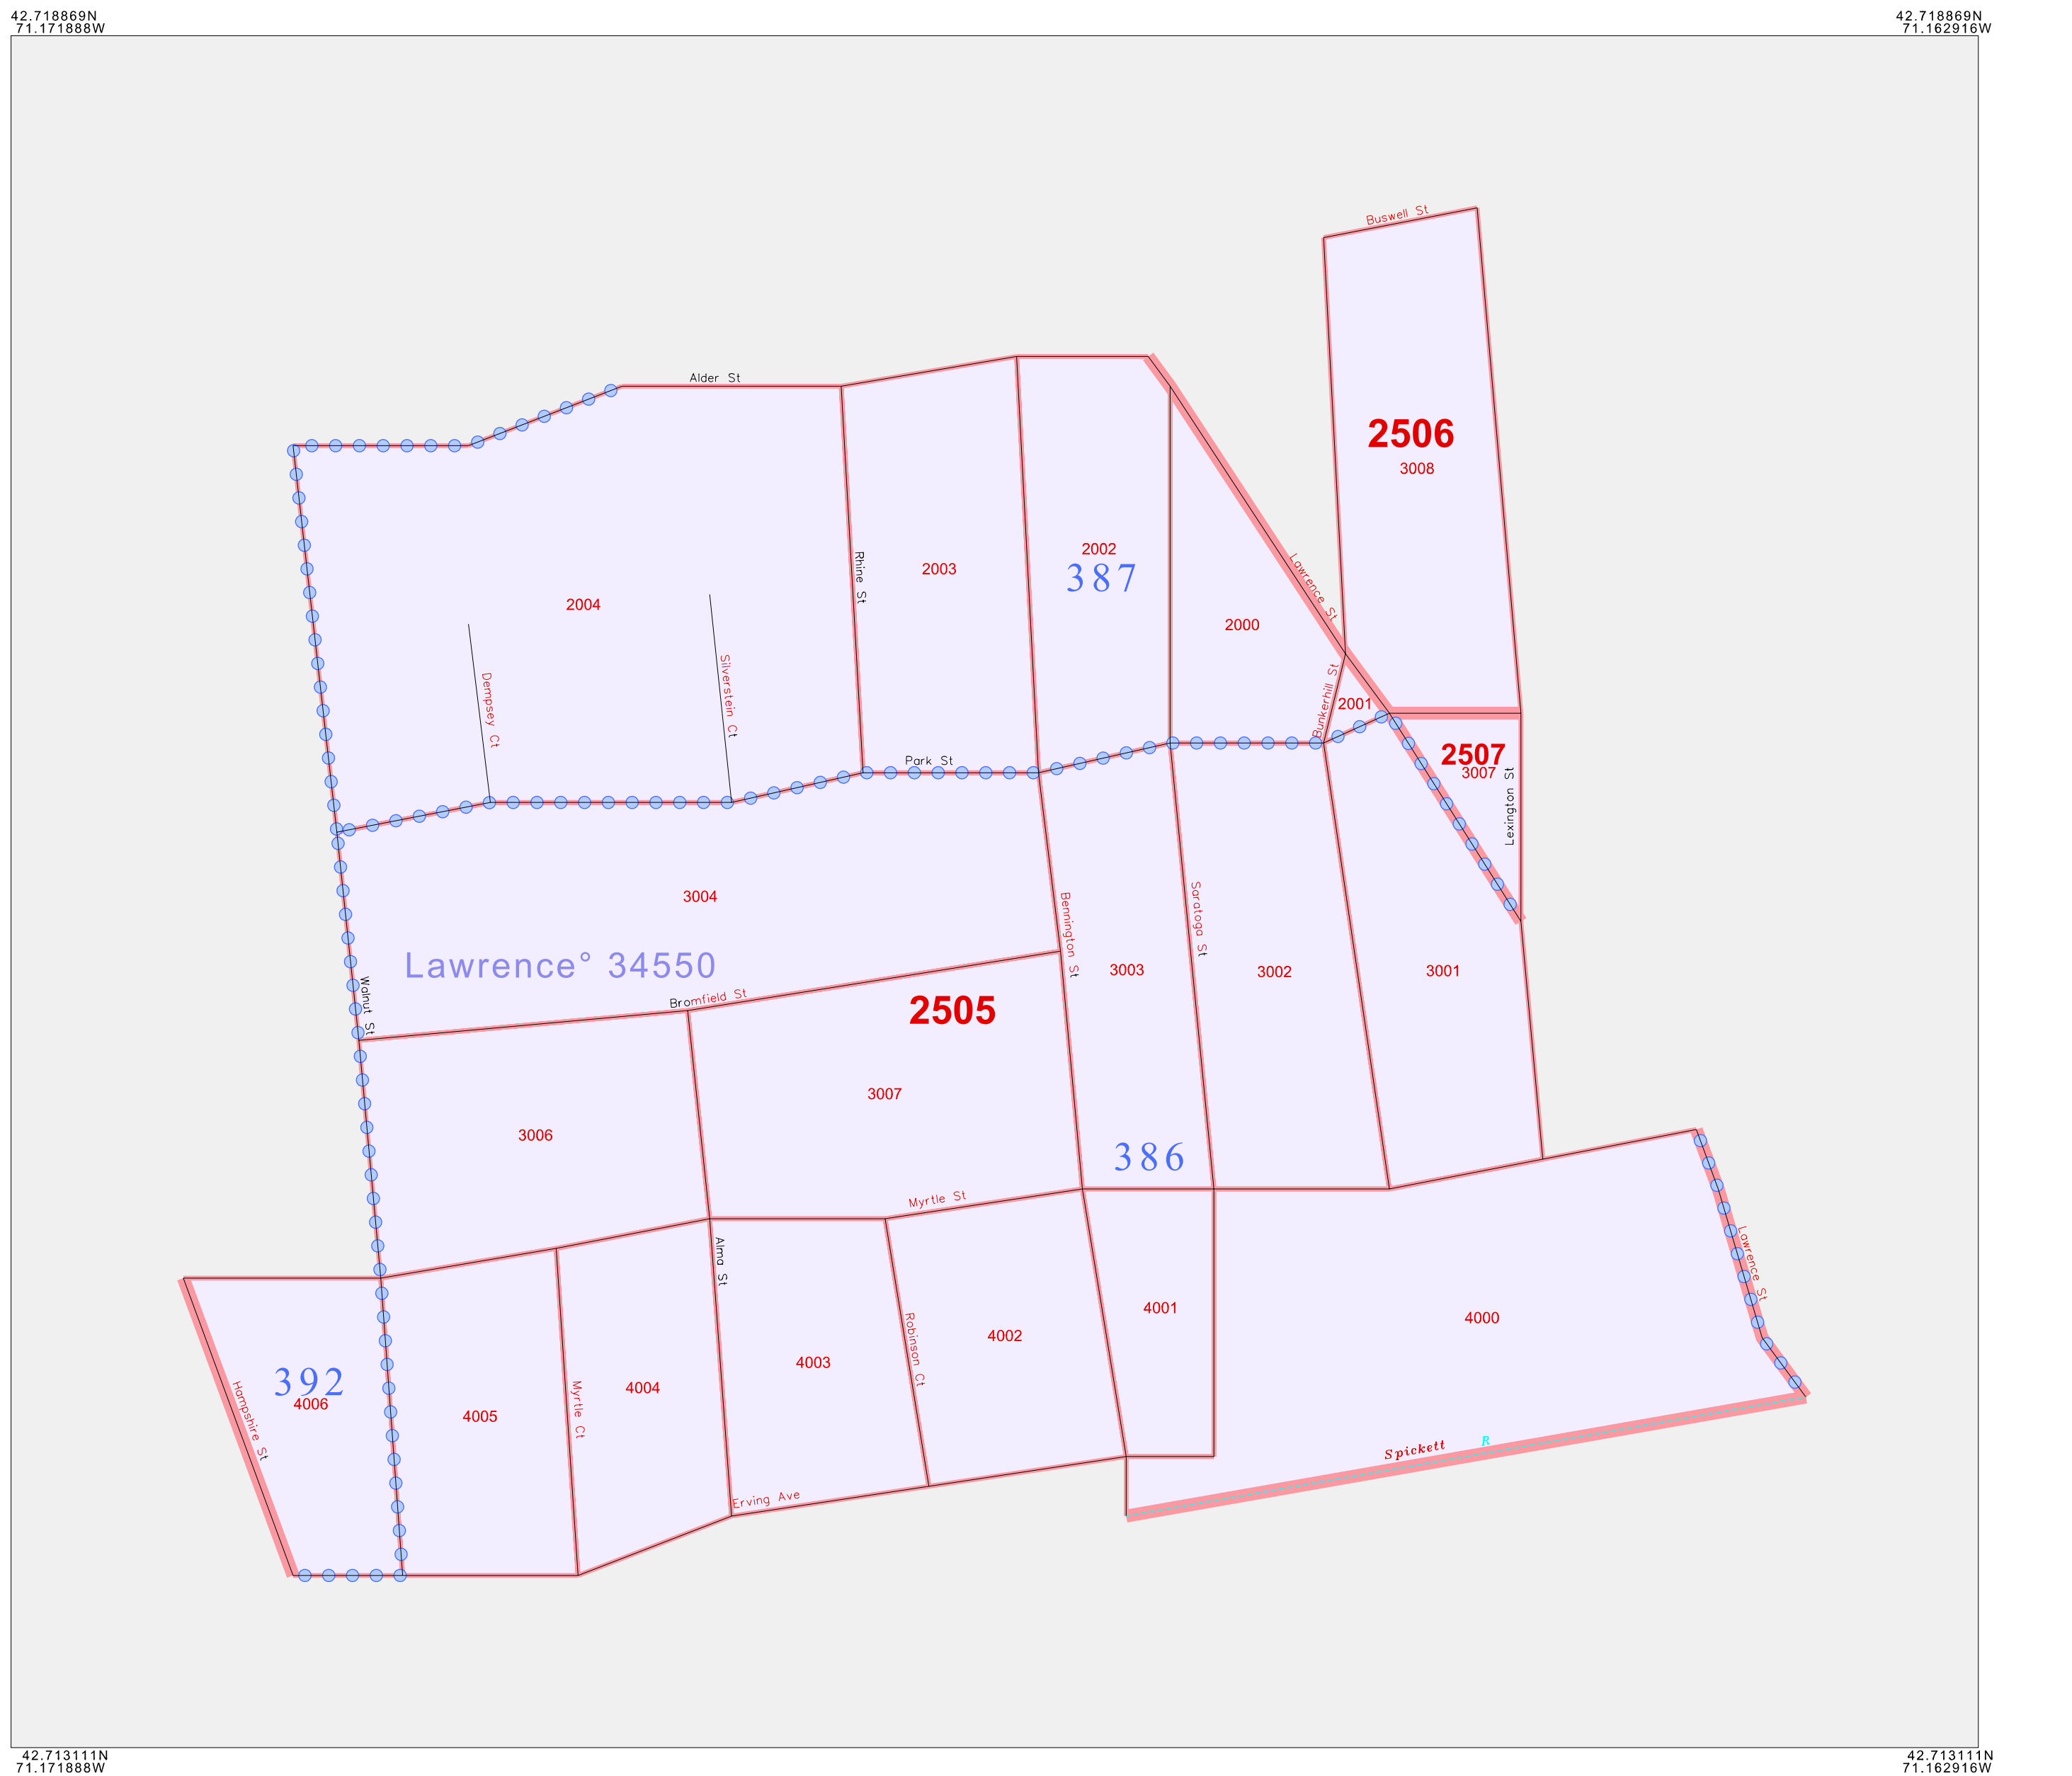 42.718869N
71.171888W
42.718869N
71.162916W
Buswell St
Alder St
2506
3008
Rhine St
2002
387
2003
Lawrence St
2004
2000
Dempsey Ct
Silverstein Ct
Bunkerhill St
2001
2507
3007
Lexington St
Park St
3004
Bennington St
Saratoga St
Lawrence° 34550
3003
3002
3001
Walnut St
Bromfield St
2505
3007
3006
386
Myrtle St
Alma St
Lawrence St
4001
4000
4002
Robinson Ct
4003
392
4006
Hampshire St
4004
Myrtle Ct
4005
Spickett R
Erving Ave
42.713111N
71.171888W
42.713111N
71.162916W